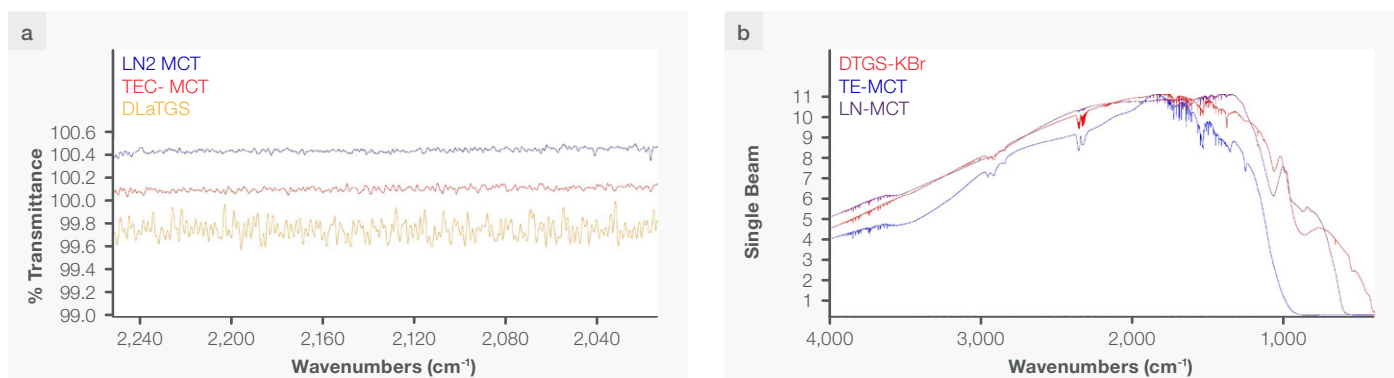 a
LN2 MCT
TEC- MCT
DLaTGS
% Transmittance
100.6
100.4
100.2
100.0
99.8
99.6
99.4
99.2
99.0
2,240 2,200 2,160 2,120 2,080 2,040
Wavenumbers (cm⁻¹)
b
DTGS-KBr
TE-MCT
LN-MCT
Single Beam
11
10
9
8
7
6
5
4
3
2
1
4,000 3,000 2,000 1,000
Wavenumbers (cm⁻¹)